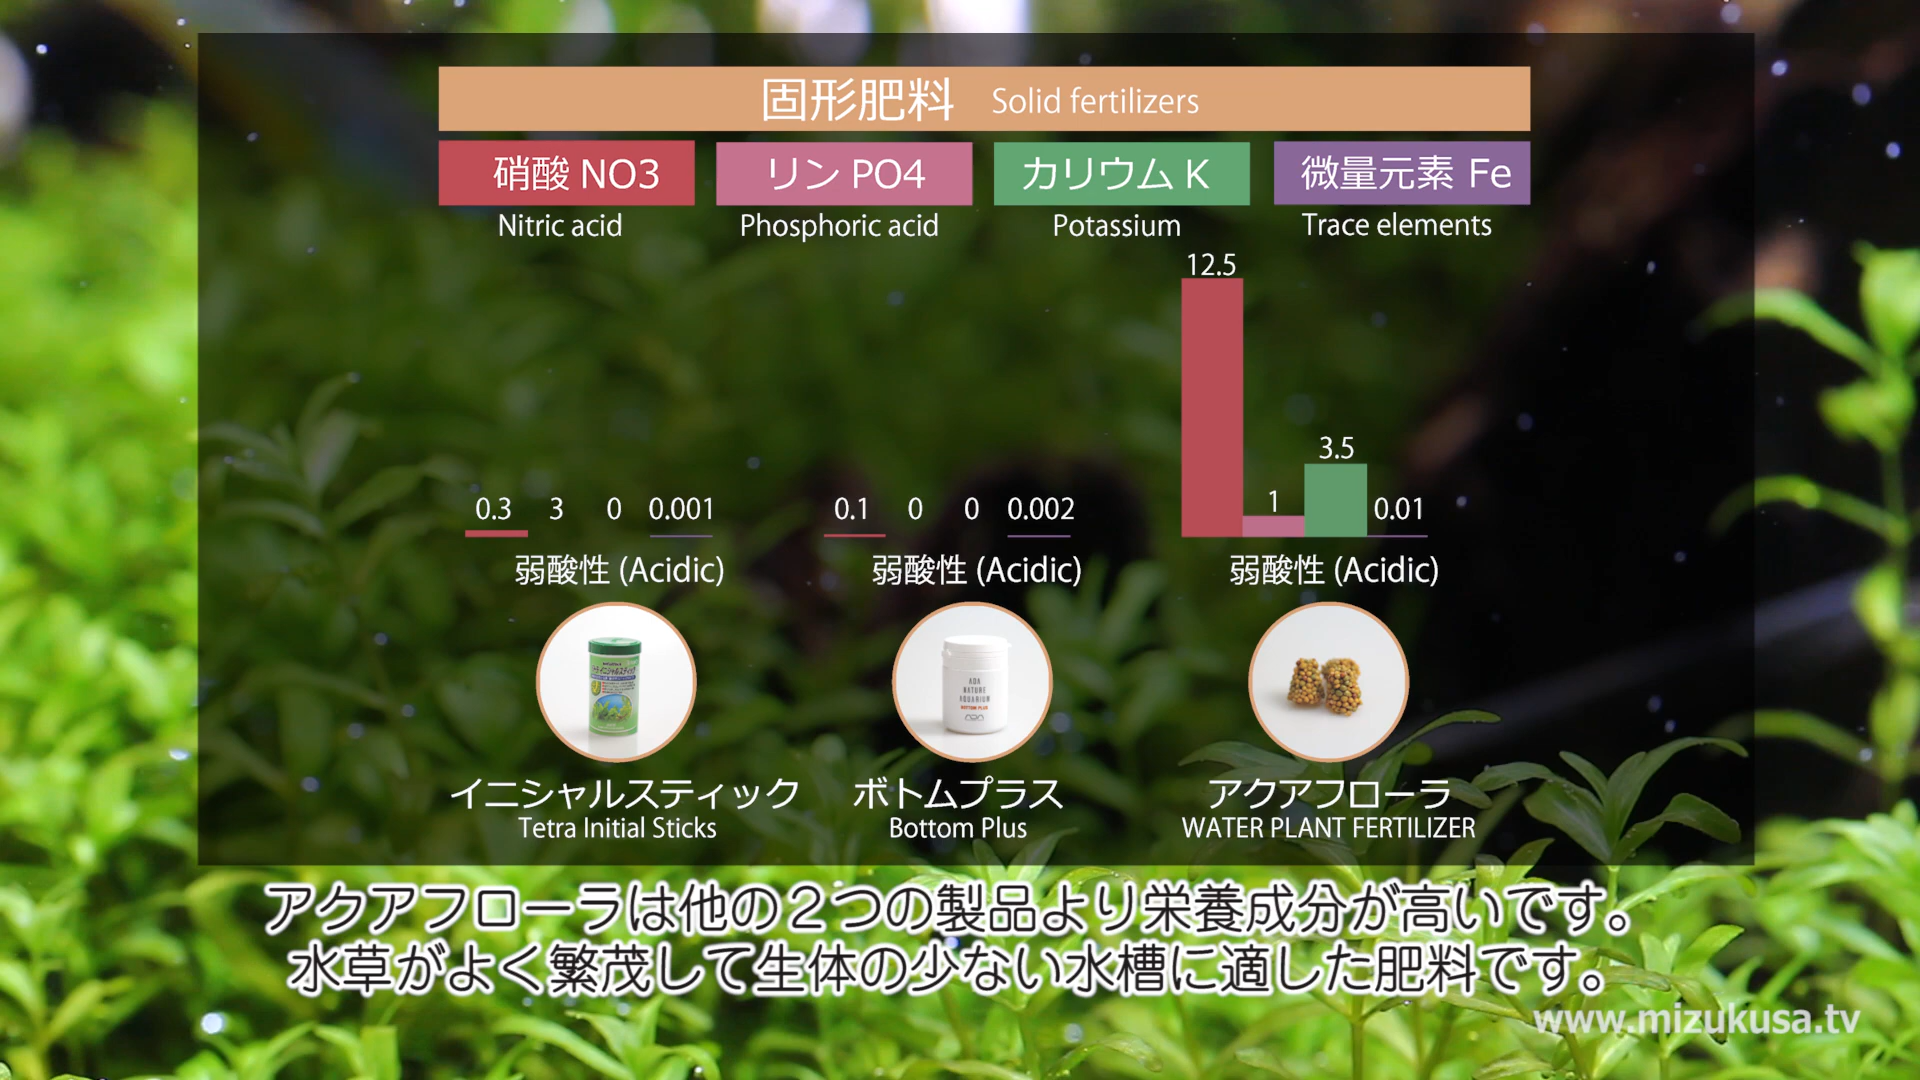 固形肥料 Solid fertilizers
硝酸 NO3 リン PO4 カリウム K 微量元素 Fe
Nitric acid Phosphoric acid Potassium Trace elements
12.5
3.5
1 0.01
0.3 3 0 0.001 0.1 0 0 0.002
弱酸性 (Acidic) 弱酸性 (Acidic) 弱酸性 (Acidic)
ADA
NATURE
AQUARIUM
BOTTOM PLUS
ADA
イニシャルスティック ボトムプラス アクアフローラ
Tetra Initial Sticks Bottom Plus WATER PLANT FERTILIZER
アクアフローラは他の２つの製品より栄養成分が高いです。
水草がよく繁茂して生体の少ない水槽に適した肥料です。
www.mizukusa.tv